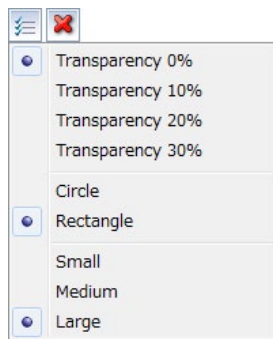 Transparency 0%
Transparency 10%
Transparency 20%
Transparency 30%
Circle
Rectangle
Small
Medium
Large